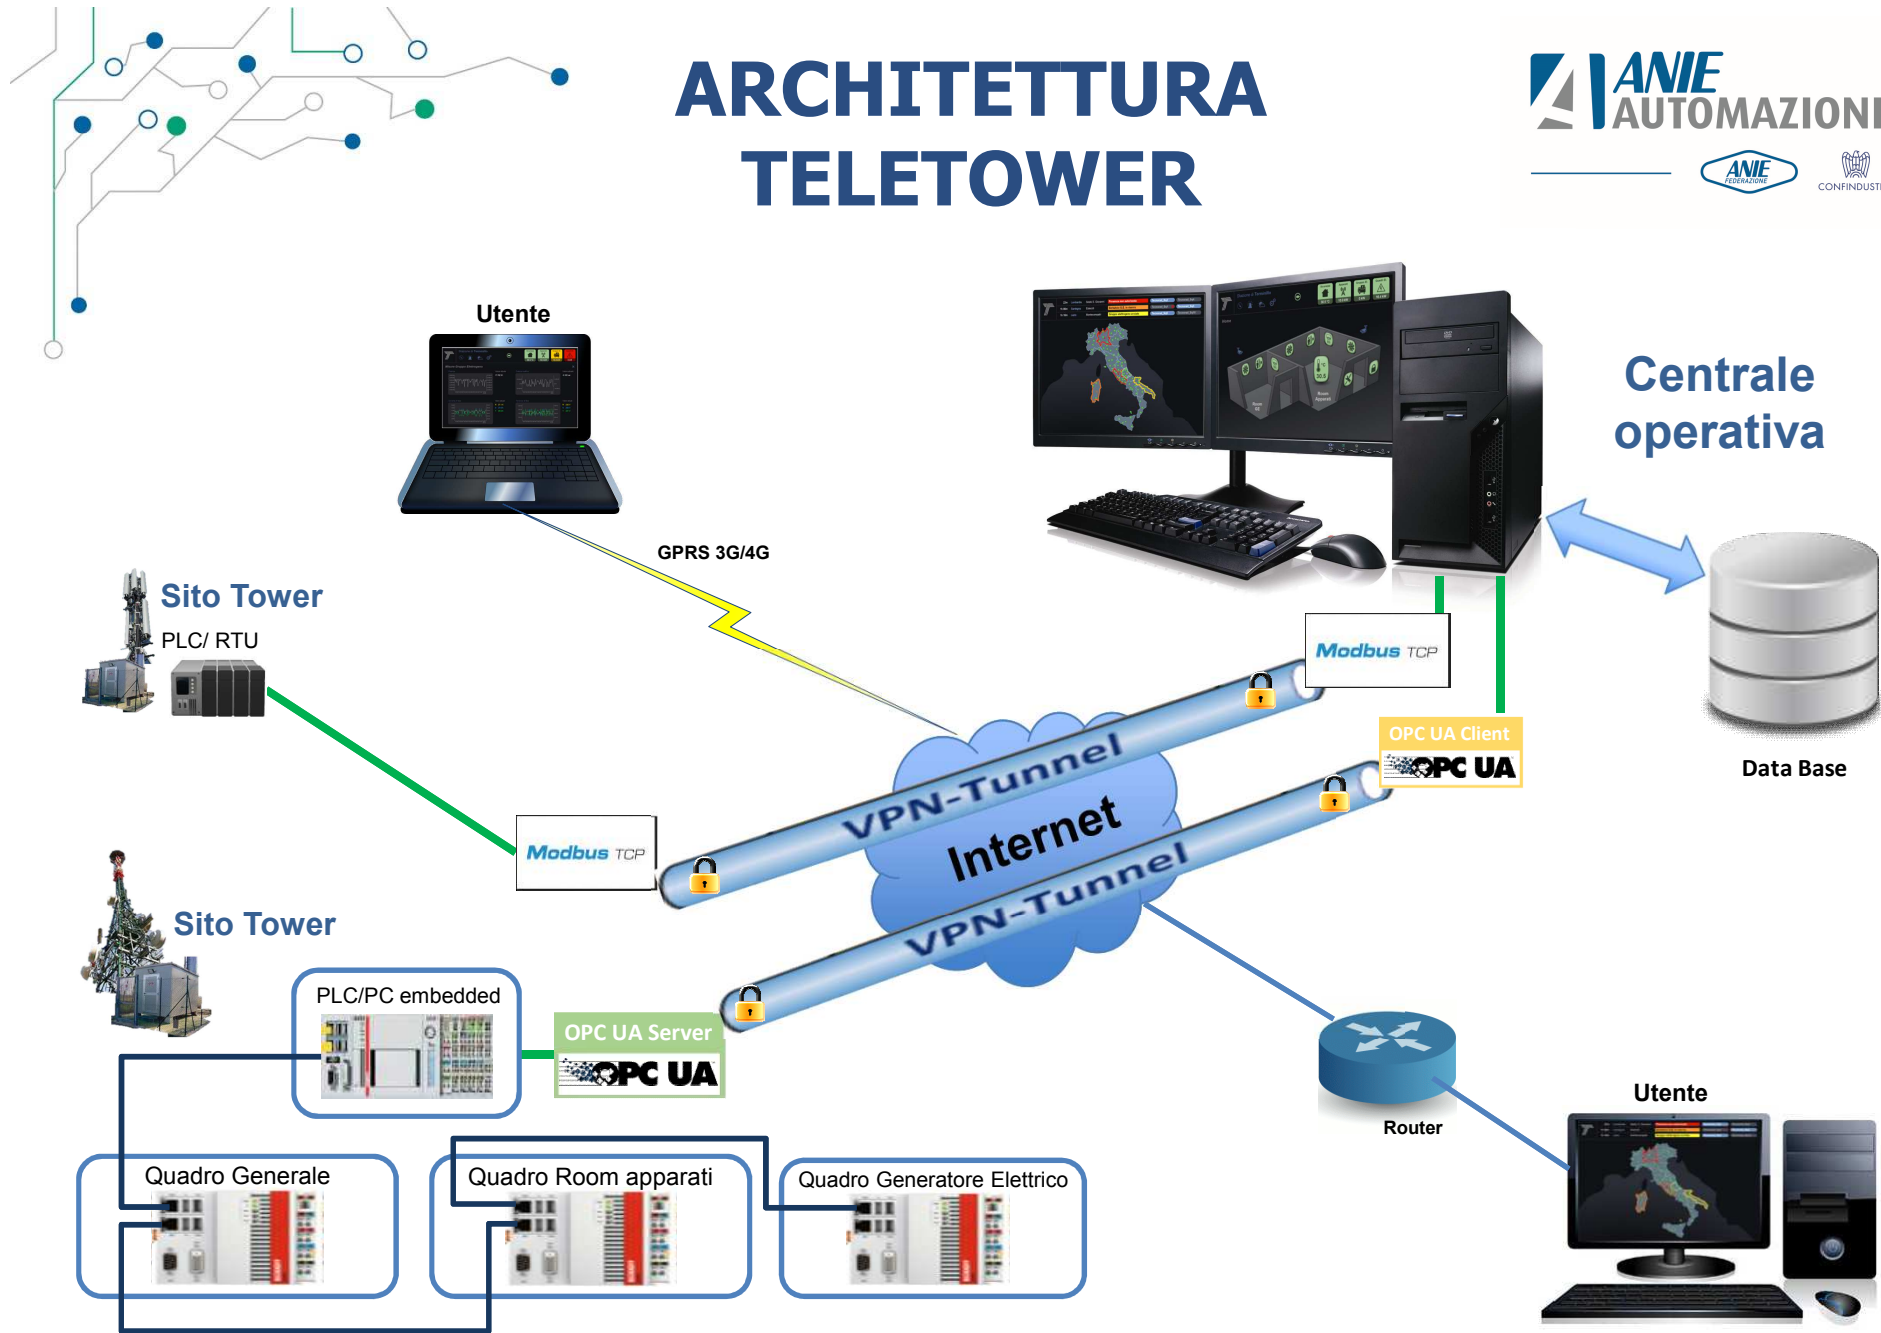 ARCHITETTURA
TELETOWER
ANIE
AUTOMAZIONI
ANIE
FEDERAZIONE
CONFINDUST
Utente
Centrale
operativa
GPRS 3G/4G
Sito Tower
PLC/ RTU
Modbus TCP
OPC UA Client
OPC UA
Data Base
VPN-Tunnel
Internet
VPN-Tunnel
Modbus TCP
Sito Tower
PLC/PC embedded
OPC UA Server
OPC UA
Router
Utente
Quadro Generale
Quadro Room apparati
Quadro Generatore Elettrico